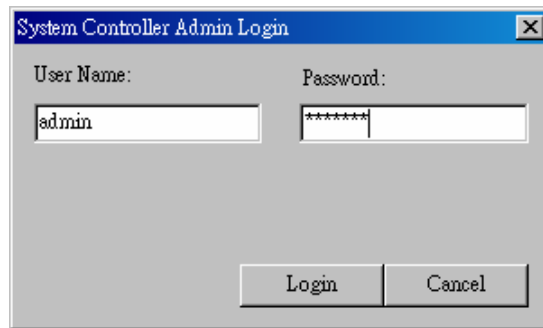 System Controller Admin Login
User Name:
Password:
admin
*******
Login
Cancel